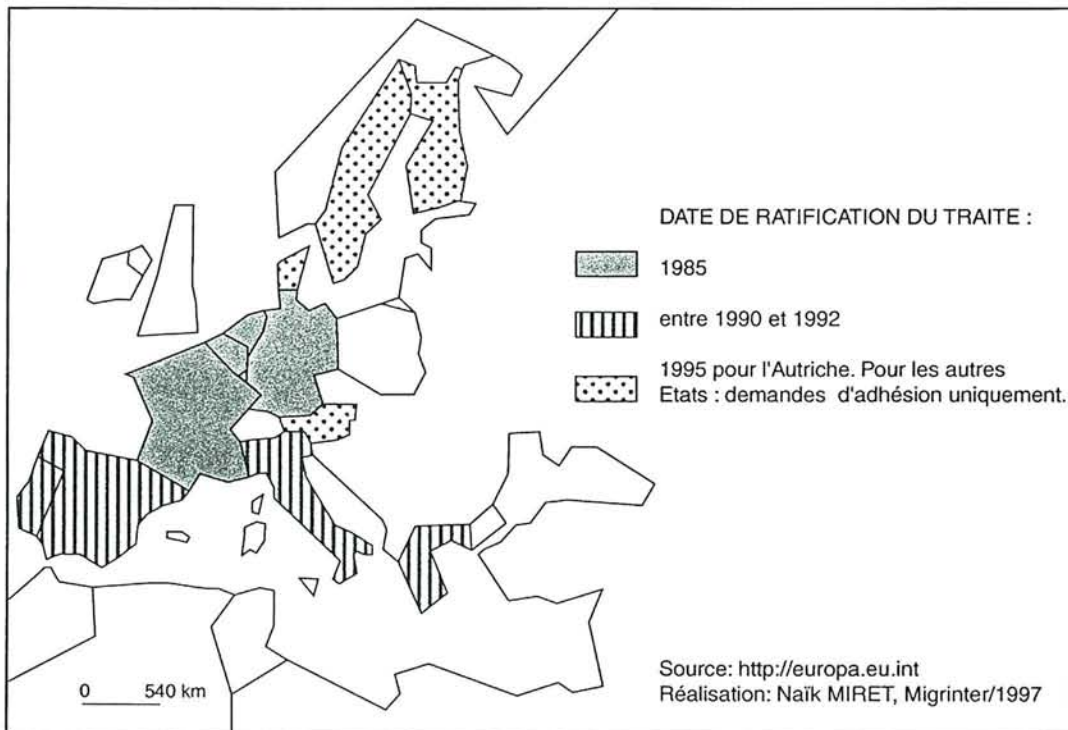 DATE DE RATIFICATION DU TRAITE :
1985
entre 1990 et 1992
1995 pour l'Autriche. Pour les autres
Etats : demandes d'adhésion uniquement.
0 540 km
Source: http://europa.eu.int
Réalisation: Naïk MIRET, Migrinter/1997